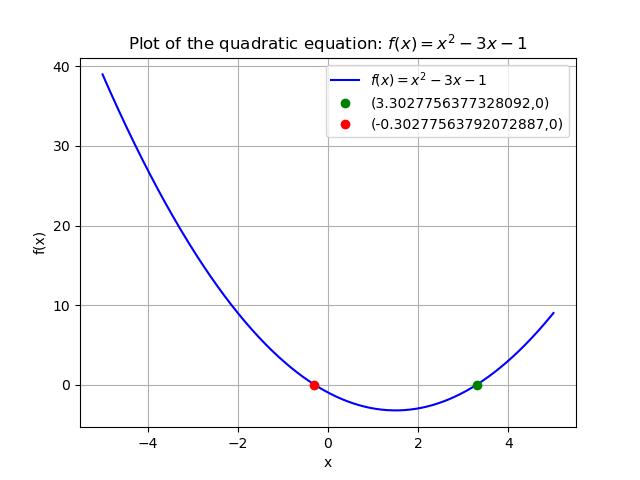 Plot of the quadratic equation: f(x) = x² − 3x − 1
f(x) = x² − 3x − 1
(3.3027756377328092,0)
(-0.30277563792072887,0)
40
30
20
10
0
f(x)
−4 −2 0 2 4
x